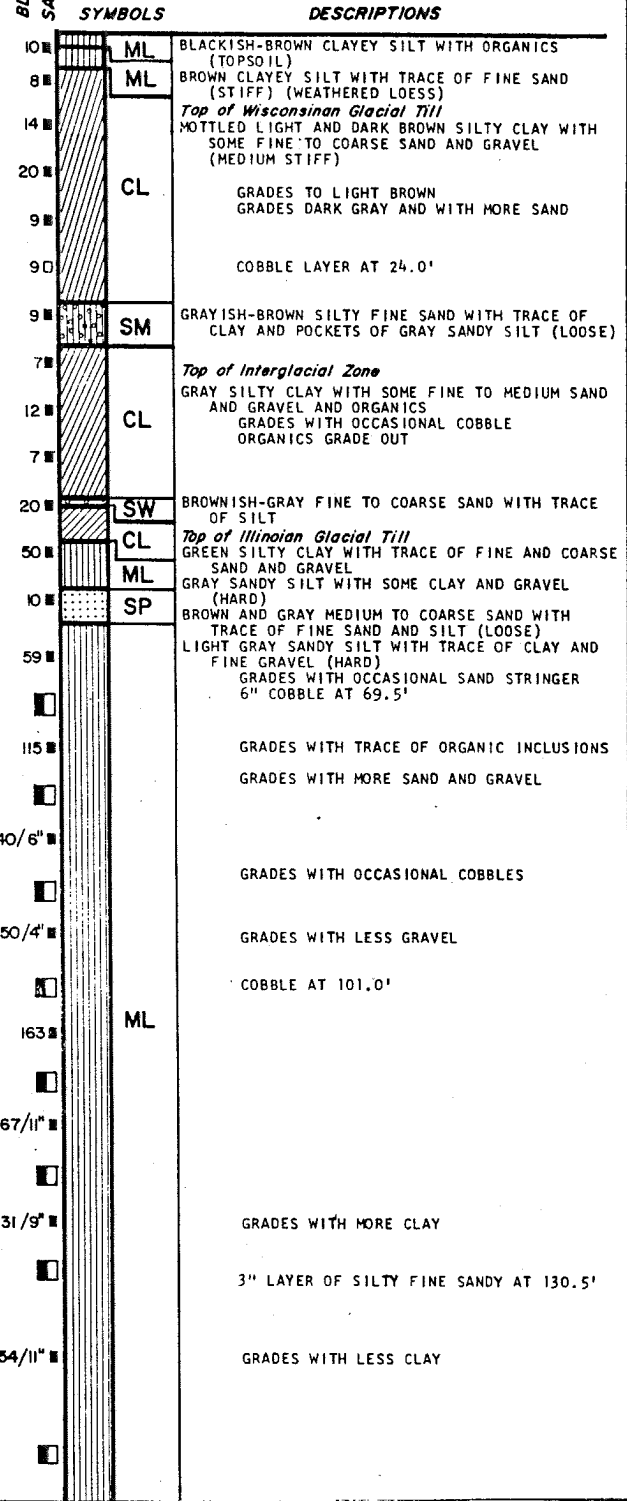 BL
SA
SYMBOLS DESCRIPTIONS
10 ML BLACKISH-BROWN CLAYEY SILT WITH ORGANICS
(TOPSOIL)
8 ML BROWN CLAYEY SILT WITH TRACE OF FINE SAND
(STIFF) (WEATHERED LOESS)
Top of Wisconsinan Glacial Till
14 MOTTLED LIGHT AND DARK BROWN SILTY CLAY WITH
SOME FINE TO COARSE SAND AND GRAVEL
(MEDIUM STIFF)
20
CL GRADES TO LIGHT BROWN
GRADES DARK GRAY AND WITH MORE SAND
9
9 COBBLE LAYER AT 24.0'
9 SM GRAYISH-BROWN SILTY FINE SAND WITH TRACE OF
CLAY AND POCKETS OF GRAY SANDY SILT (LOOSE)
7
Top of Interglacial Zone
GRAY SILTY CLAY WITH SOME FINE TO MEDIUM SAND
12 CL AND GRAVEL AND ORGANICS
GRADES WITH OCCASIONAL COBBLE
ORGANICS GRADE OUT
7
20 SW BROWNISH-GRAY FINE TO COARSE SAND WITH TRACE
OF SILT
CL Top of Illinoian Glacial Till
50 GREEN SILTY CLAY WITH TRACE OF FINE AND COARSE
SAND AND GRAVEL
ML GRAY SANDY SILT WITH SOME CLAY AND GRAVEL
(HARD)
10 SP BROWN AND GRAY MEDIUM TO COARSE SAND WITH
TRACE OF FINE SAND AND SILT (LOOSE)
LIGHT GRAY SANDY SILT WITH TRACE OF CLAY AND
59 FINE GRAVEL (HARD)
GRADES WITH OCCASIONAL SAND STRINGER
6" COBBLE AT 69.5'
115 GRADES WITH TRACE OF ORGANIC INCLUSIONS
GRADES WITH MORE SAND AND GRAVEL
40/6"
GRADES WITH OCCASIONAL COBBLES
50/4" GRADES WITH LESS GRAVEL
COBBLE AT 101.0'
ML
163
67/11"
31/9" GRADES WITH MORE CLAY
3" LAYER OF SILTY FINE SANDY AT 130.5'
54/11" GRADES WITH LESS CLAY